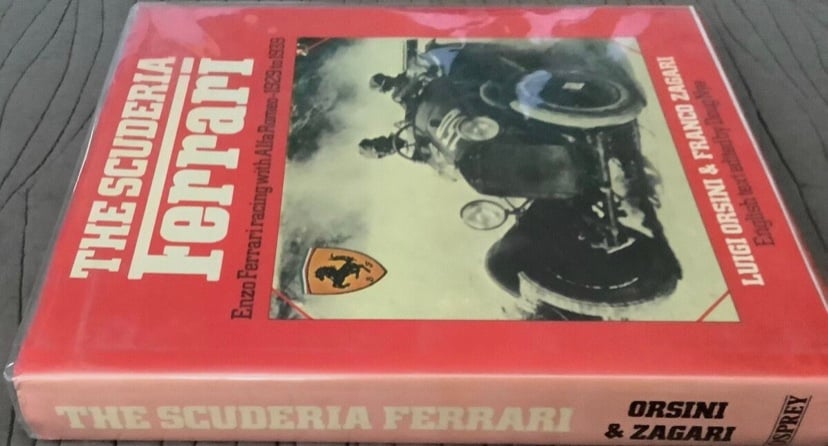 THE SCUDERIA
Ferrari
Enzo Ferrari racing with Alfa Romeo-1929 to 1939
LUIGI ORSINI & FRANCO ZAGARI
English text edited by Doug Nye
THE SCUDERIA FERRARI
ORSINI
& ZAGARI
OSPREY